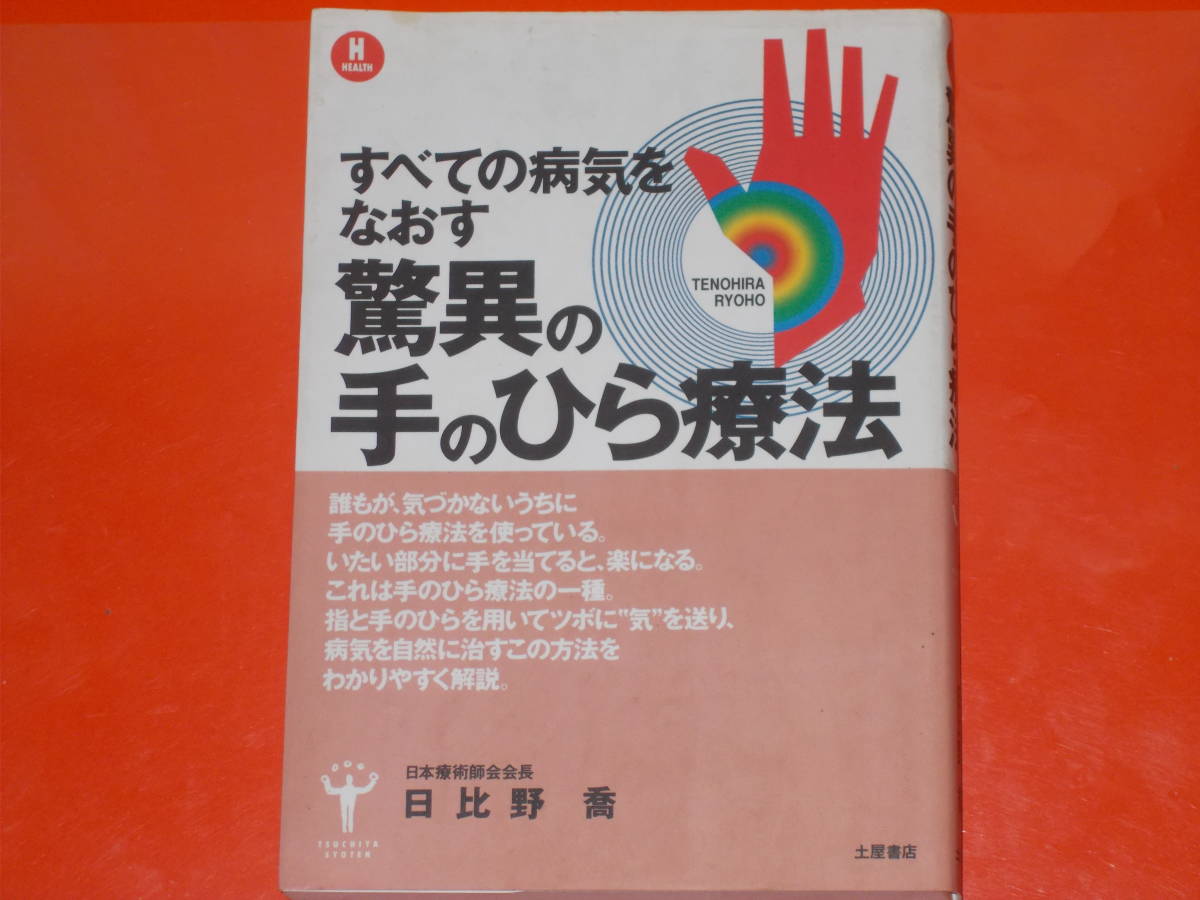 H
HEALTH
すべての病気を
なおす
驚異の
手のひら療法
TENOHIRA
RYOHO
誰もが、気づかないうちに
手のひら療法を使っている。
いたい部分に手を当てると、楽になる。
これは手のひら療法の一種。
指と手のひらを用いてツボに“気”を送り、
病気を自然に治すこの方法を
わかりやすく解説。
日本療術師会会長
日比野 喬
TSUCHIYA
SYOTEN
土屋書店